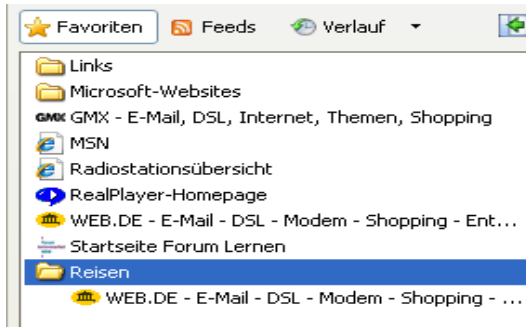 Favoriten Feeds Verlauf
Links
Microsoft-Websites
GMX GMX - E-Mail, DSL, Internet, Themen, Shopping
MSN
Radiostationsübersicht
RealPlayer-Homepage
WEB.DE - E-Mail - DSL - Modem - Shopping - Ent...
Startseite Forum Lernen
Reisen
WEB.DE - E-Mail - DSL - Modem - Shopping - ...